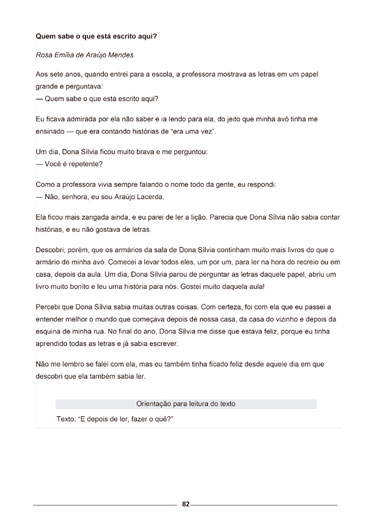 Quem sabe o que está escrito aqui?
Rosa Emília de Araújo Mendes
Aos sete anos, quando entrei para a escola, a professora mostrava as letras em um papel
grande e perguntava:
— Quem sabe o que está escrito aqui?
Eu ficava admirada por ela não saber e ia lendo para ela, do jeito que minha avó tinha me
ensinado — que era contando histórias de "era uma vez".
Um dia, Dona Sílvia ficou muito brava e me perguntou:
— Você é repetente?
Como a professora vivia sempre falando o nome todo da gente, eu respondi:
— Não, senhora, eu sou Araújo Lacerda.
Ela ficou mais zangada ainda, e eu parei de ler a lição. Parecia que Dona Sílvia não sabia contar
histórias, e eu não gostava de letras.
Descobri, porém, que os armários da sala de Dona Sílvia continham muito mais livros do que o
armário de minha avó. Comecei a levar todos eles, um por um, para ler na hora do recreio ou em
casa, depois da aula. Um dia, Dona Sílvia parou de perguntar as letras daquele papel, abriu um
livro muito bonito e leu uma história para nós. Gostei muito daquela aula!
Percebi que Dona Sílvia sabia muitas outras coisas. Com certeza, foi com ela que eu passei a
entender melhor o mundo que começava depois de nossa casa, da casa do vizinho e depois da
esquina de minha rua. No final do ano, Dona Sílvia me disse que estava feliz, porque eu tinha
aprendido todas as letras e já sabia escrever.
Não me lembro se falei com ela, mas eu também tinha ficado feliz desde aquele dia em que
descobri que ela também sabia ler.
Orientação para leitura do texto
Texto: "E depois de ler, fazer o quê?"
82